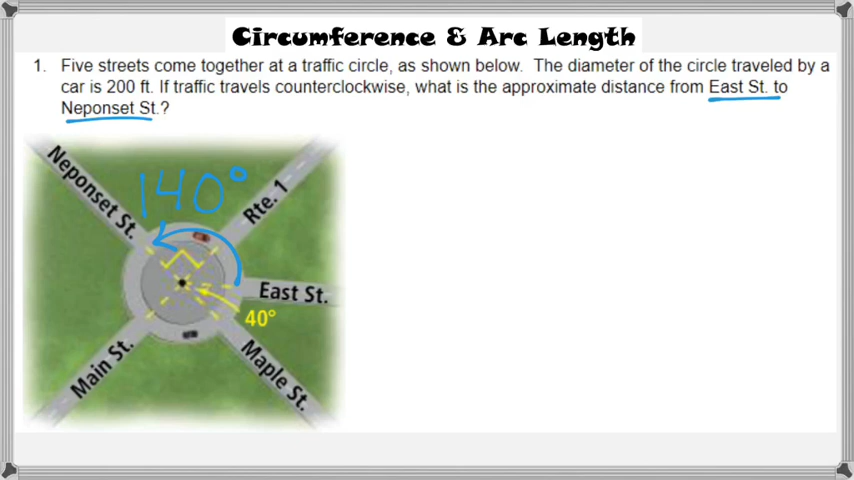 Circumference & Arc Length
1. Five streets come together at a traffic circle, as shown below. The diameter of the circle traveled by a
car is 200 ft. If traffic travels counterclockwise, what is the approximate distance from East St. to
Neponset St.?
Neponset St.
140°
Rte. 1
East St.
40°
Main St.
Maple St.